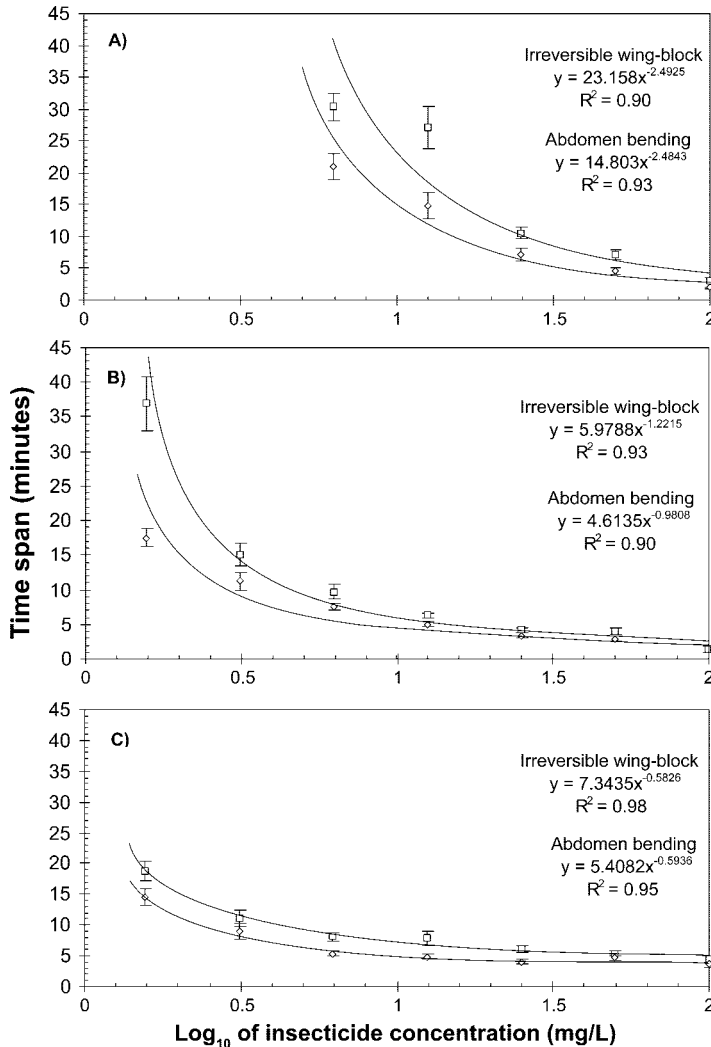 A)
Irreversible wing-block
y = 23.158x^-2.4925
R² = 0.90
Abdomen bending
y = 14.803x^-2.4843
R² = 0.93
45
40
35
30
25
20
15
10
5
0
0 0.5 1 1.5 2
B)
Irreversible wing-block
y = 5.9788x^-1.2215
R² = 0.93
Abdomen bending
y = 4.6135x^-0.9808
R² = 0.90
45
40
35
30
25
20
15
10
5
0
0 0.5 1 1.5 2
Time span (minutes)
C)
Irreversible wing-block
y = 7.3435x^-0.5826
R² = 0.98
Abdomen bending
y = 5.4082x^-0.5936
R² = 0.95
45
40
35
30
25
20
15
10
5
0
0 0.5 1 1.5 2
Log₁₀ of insecticide concentration (mg/L)